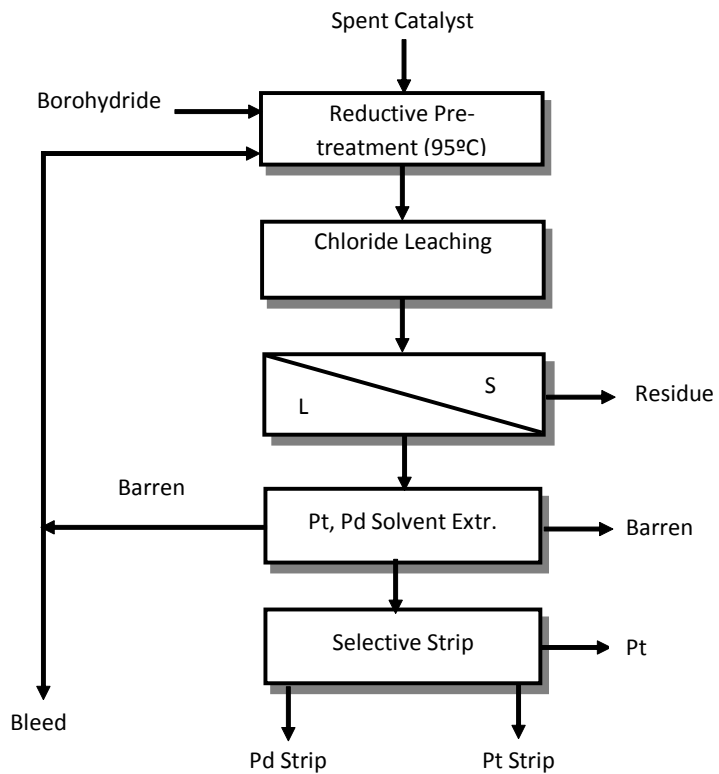 Spent Catalyst
Borohydride
Reductive Pre-
treatment (95ºC)
Chloride Leaching
S
L
Residue
Barren
Pt, Pd Solvent Extr.
Barren
Selective Strip
Pt
Bleed
Pd Strip
Pt Strip